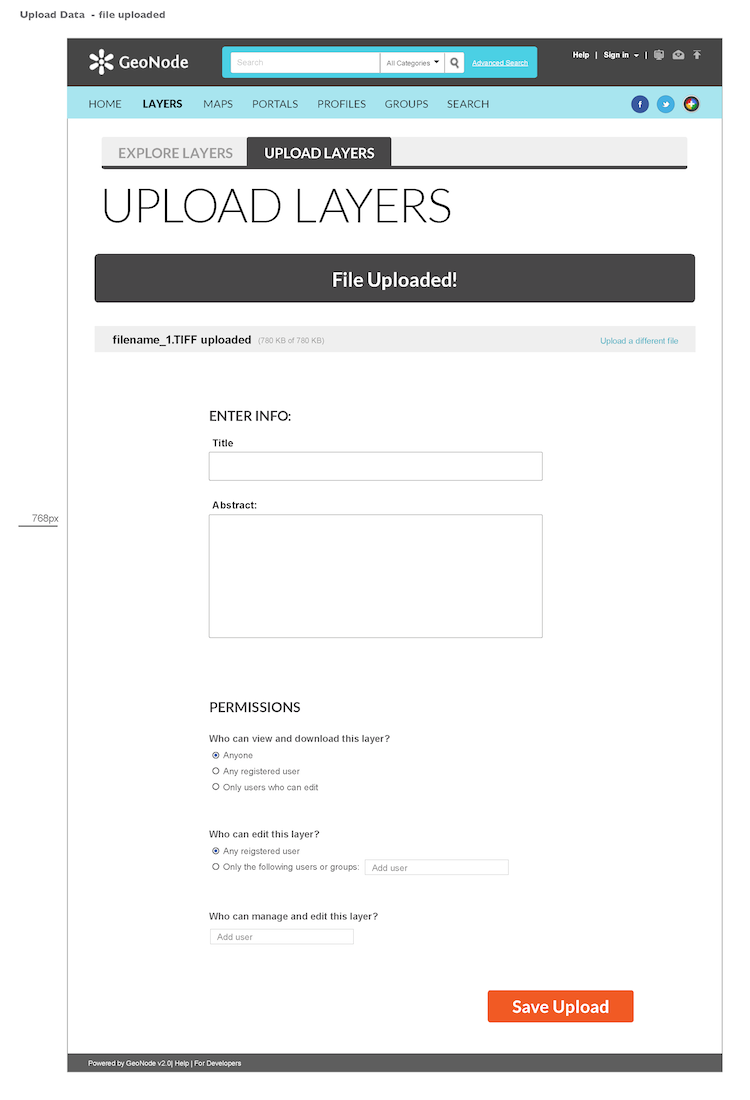 Upload Data - file uploaded
GeoNode
Search
All Categories
Advanced Search
Help | Sign in |
HOME LAYERS MAPS PORTALS PROFILES GROUPS SEARCH
f
EXPLORE LAYERS UPLOAD LAYERS
UPLOAD LAYERS
File Uploaded!
filename_1.TIFF uploaded (780 KB of 780 KB) Upload a different file
ENTER INFO:
Title
768px
Abstract:
PERMISSIONS
Who can view and download this layer?
Anyone
Any registered user
Only users who can edit
Who can edit this layer?
Any reigstered user
Only the following users or groups: Add user
Who can manage and edit this layer?
Add user
Save Upload
Powered by GeoNode v2.0| Help | For Developers